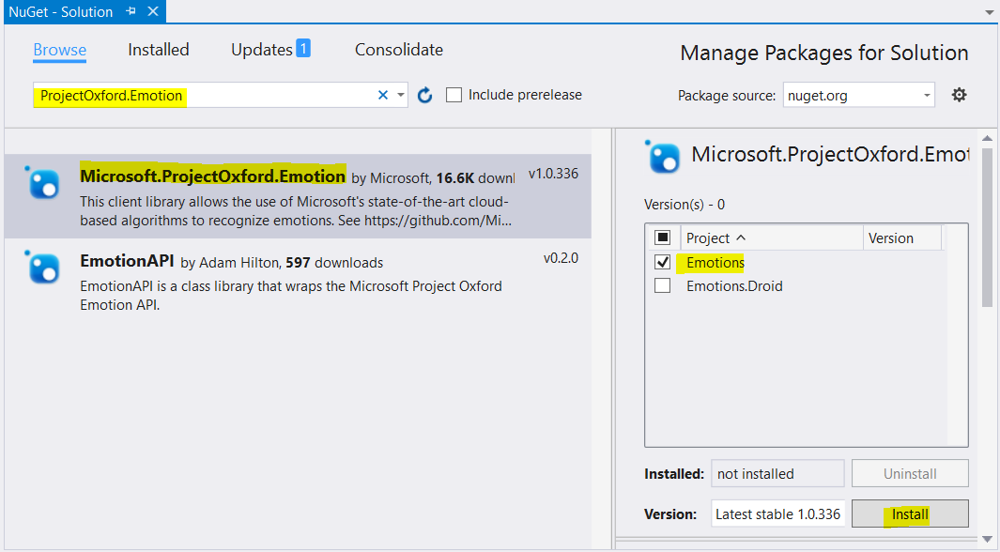 NuGet - Solution
Browse Installed Updates 1 Consolidate
Manage Packages for Solution
ProjectOxford.Emotion
Include prerelease
Package source: nuget.org
Microsoft.ProjectOxford.Emotion by Microsoft, 16.6K downl v1.0.336
This client library allows the use of Microsoft's state-of-the-art cloud-
based algorithms to recognize emotions. See https://github.com/Mi...
EmotionAPI by Adam Hilton, 597 downloads v0.2.0
EmotionAPI is a class library that wraps the Microsoft Project Oxford
Emotion API.
Microsoft.ProjectOxford.Emot
Version(s) - 0
Project Version
Emotions
Emotions.Droid
Installed: not installed Uninstall
Version: Latest stable 1.0.336 Install